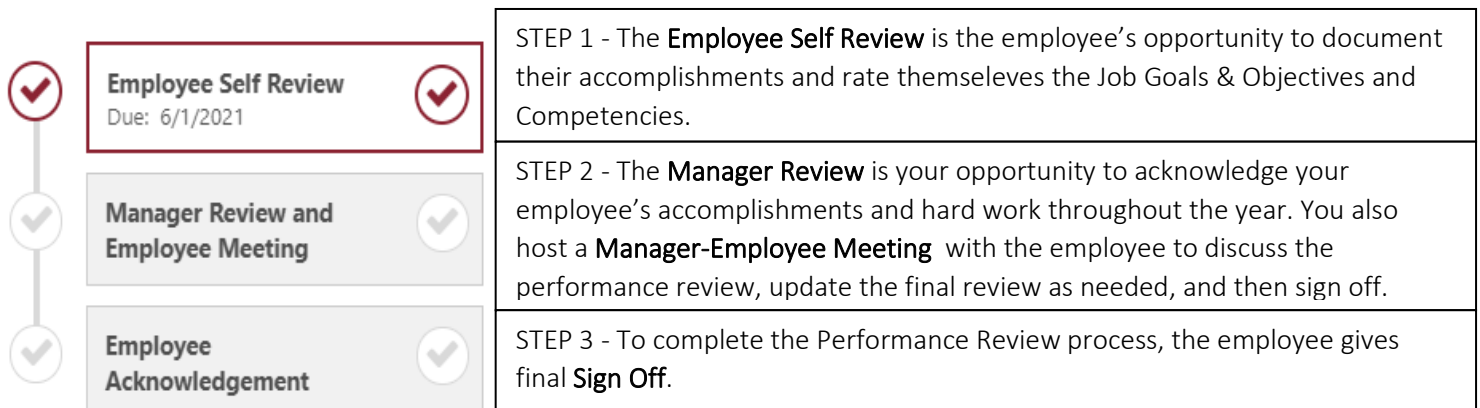 Employee Self Review
Due: 6/1/2021
STEP 1 - The Employee Self Review is the employee’s opportunity to document
their accomplishments and rate themseleves the Job Goals & Objectives and
Competencies.
Manager Review and
Employee Meeting
STEP 2 - The Manager Review is your opportunity to acknowledge your
employee’s accomplishments and hard work throughout the year. You also
host a Manager-Employee Meeting with the employee to discuss the
performance review, update the final review as needed, and then sign off.
Employee
Acknowledgement
STEP 3 - To complete the Performance Review process, the employee gives
final Sign Off.